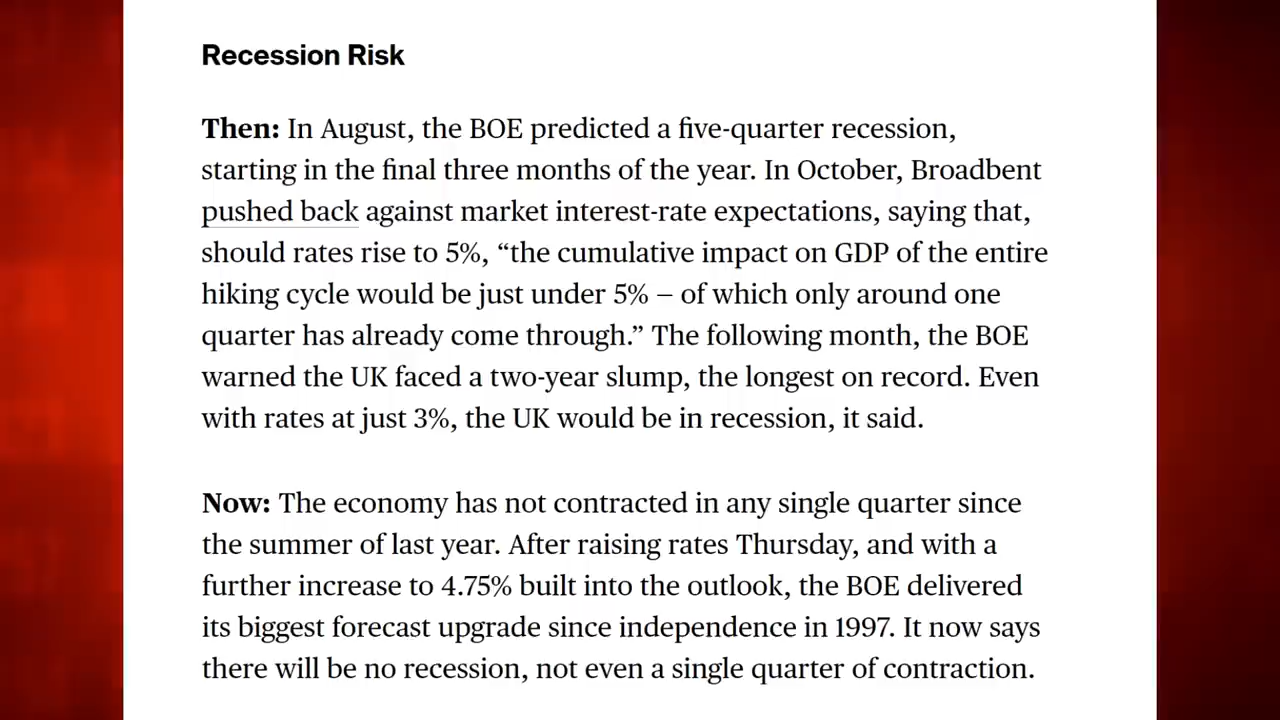 Recession Risk
Then: In August, the BOE predicted a five-quarter recession,
starting in the final three months of the year. In October, Broadbent
pushed back against market interest-rate expectations, saying that,
should rates rise to 5%, “the cumulative impact on GDP of the entire
hiking cycle would be just under 5% — of which only around one
quarter has already come through.” The following month, the BOE
warned the UK faced a two-year slump, the longest on record. Even
with rates at just 3%, the UK would be in recession, it said.
Now: The economy has not contracted in any single quarter since
the summer of last year. After raising rates Thursday, and with a
further increase to 4.75% built into the outlook, the BOE delivered
its biggest forecast upgrade since independence in 1997. It now says
there will be no recession, not even a single quarter of contraction.